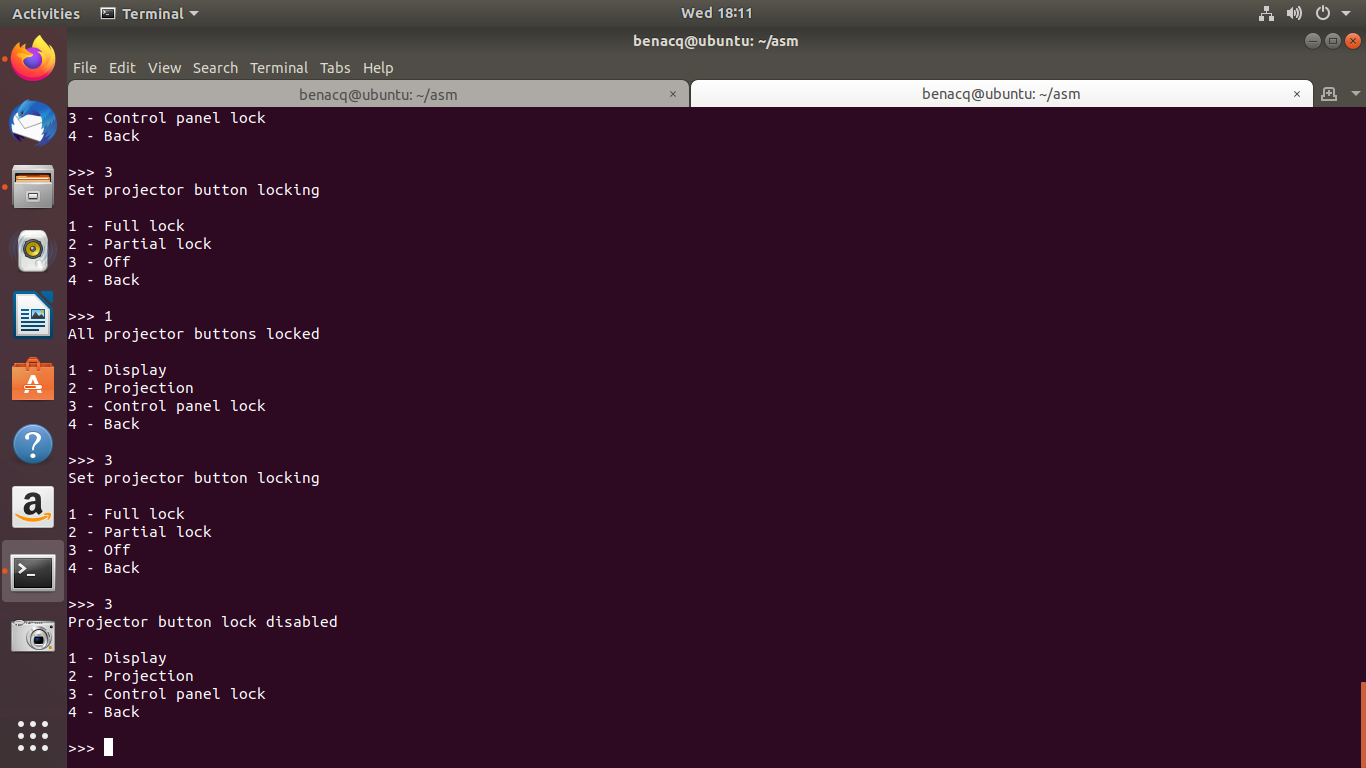 Activities Terminal Wed 18:11
benacq@ubuntu: ~/asm
File Edit View Search Terminal Tabs Help
benacq@ubuntu: ~/asm × benacq@ubuntu: ~/asm ×
3 - Control panel lock
4 - Back
>>> 3
Set projector button locking
1 - Full lock
2 - Partial lock
3 - Off
4 - Back
>>> 1
All projector buttons locked
1 - Display
2 - Projection
3 - Control panel lock
4 - Back
>>> 3
Set projector button locking
1 - Full lock
2 - Partial lock
3 - Off
4 - Back
>>> 3
Projector button lock disabled
1 - Display
2 - Projection
3 - Control panel lock
4 - Back
>>>